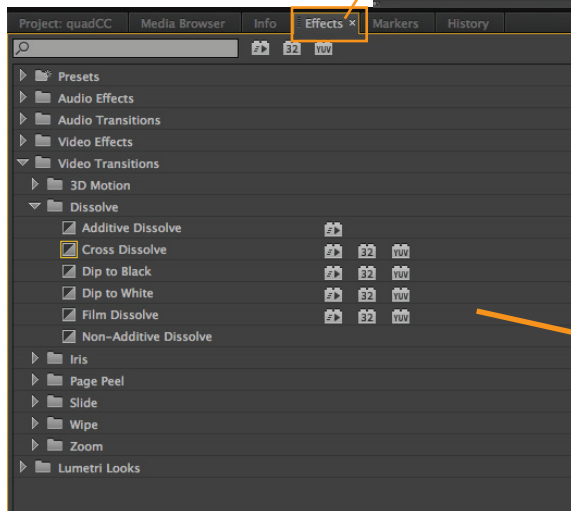 Project: quadCC Media Browser Info Effects × Markers History
32 YUV
Presets
Audio Effects
Audio Transitions
Video Effects
Video Transitions
3D Motion
Dissolve
Additive Dissolve
Cross Dissolve 32 YUV
Dip to Black 32 YUV
Dip to White 32 YUV
Film Dissolve 32 YUV
Non-Additive Dissolve
Iris
Page Peel
Slide
Wipe
Zoom
Lumetri Looks